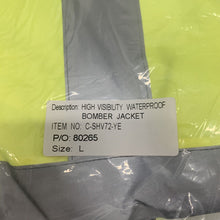 Description: HIGH VISIBILITY WATERPROOF
BOMBER JACKET
ITEM NO: C-SHV72-YE
P/O: 80265
Size: L